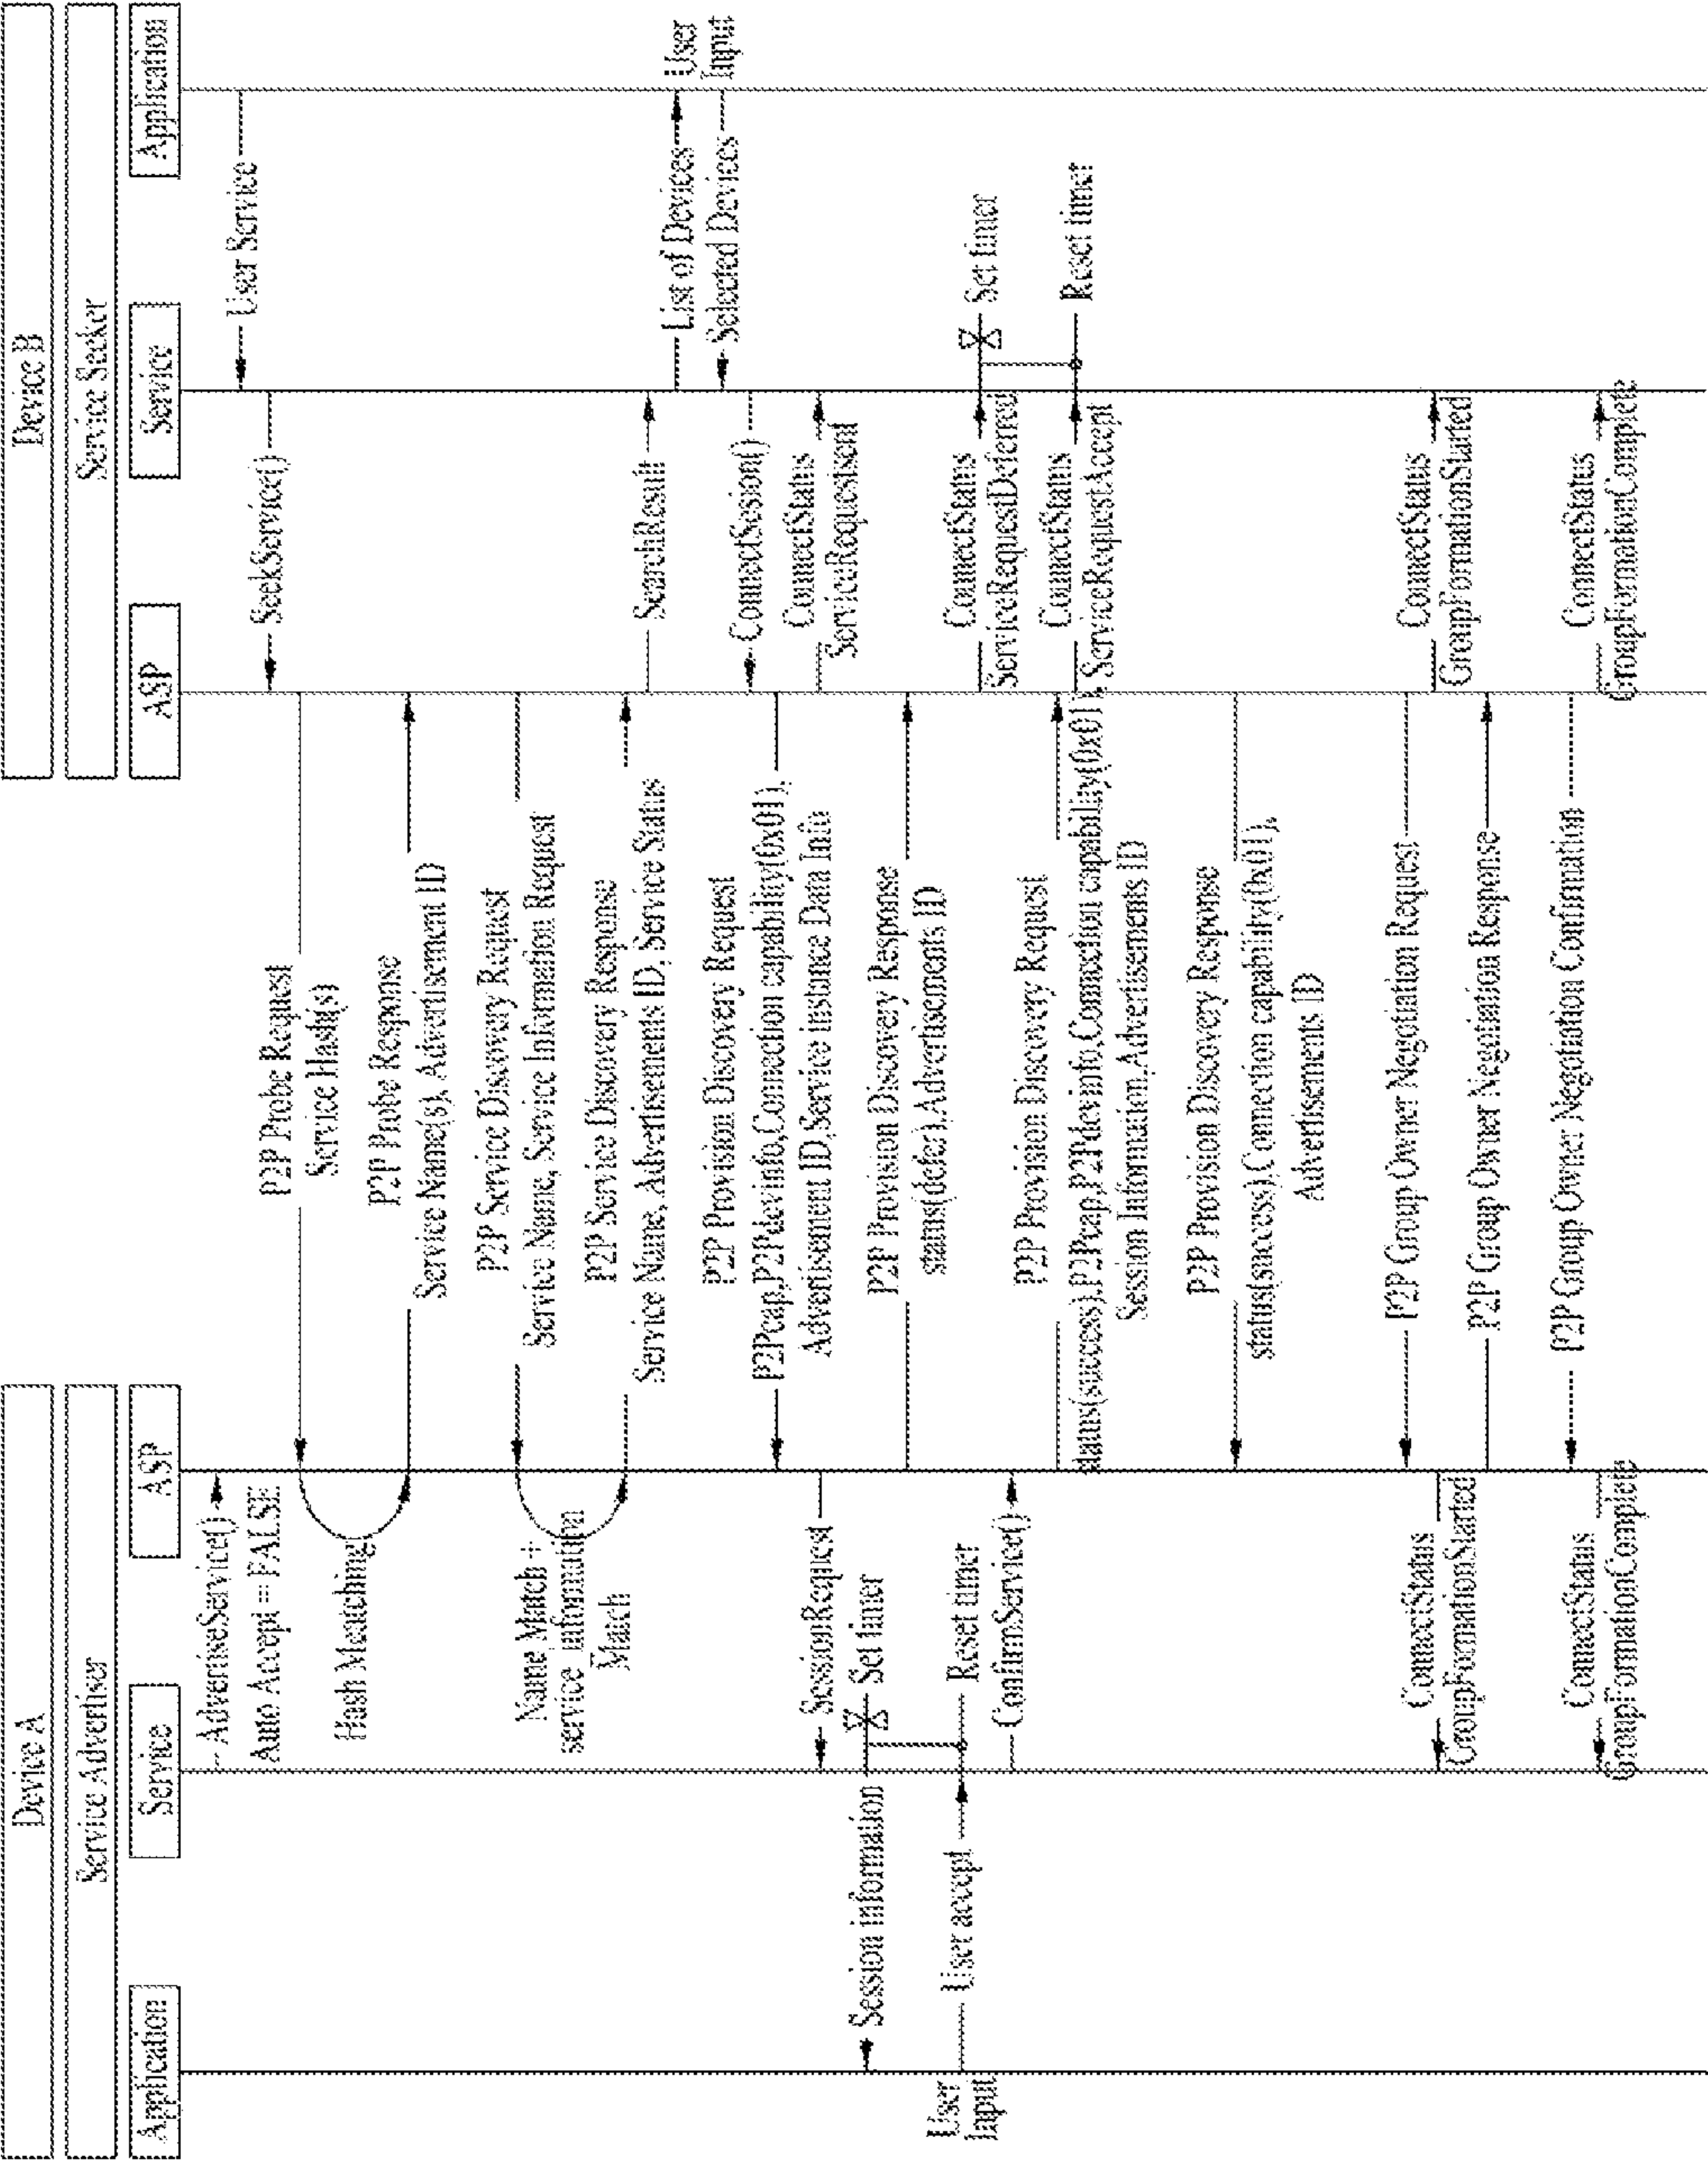 Device A
Device B
Service Advertiser
Service Seeker
Application
Service
ASP
ASP
Service
Application
AdvertiseService()
Auto Accept = FALSE
User Service
SeekService()
P2P Probe Request
Service Hash(s)
Hash Matching
P2P Probe Response
Service Name(s), Advertisement ID
P2P Service Discovery Request
Service Name, Service Information Request
Name Match +
service_information
Mach
P2P Service Discovery Response
Service Name, Advertisements ID, Service Status
SearchResult
List of Devices
User
Input
Selected Devices
ConnectSession()
P2P Provision Discovery Request
P2Pcap,P2Pdevinfo,Connection capability(0x01),
Advertisement ID,Service instance Data Info
SessionRequest
ConnectStatus
ServiceRequestsent
Session information
Set timer
P2P Provision Discovery Response
status(defer),Advertisements ID
ConnectStatus
ServiceRequestDeferred
Set timer
User
Input
User accept
Reset timer
ConfirmService()
P2P Provision Discovery Request
status(success),P2Pcap,P2Pdevinfo,Connection capability(0x01),
Session Information,Advertisements ID
ConnectStatus
ServiceRequestAccept
Reset timer
P2P Provision Discovery Response
status(success),Connection capability(0x01),
Advertisements ID
P2P Group Owner Negotiation Request
ConnectStatus
GroupFormationStarted
ConnectStatus
GroupFormationStarted
P2P Group Owner Negotiation Response
P2P Group Owner Negotiation Confirmation
ConnectStatus
GroupFormationComplete
ConnectStatus
GroupFormationComplete